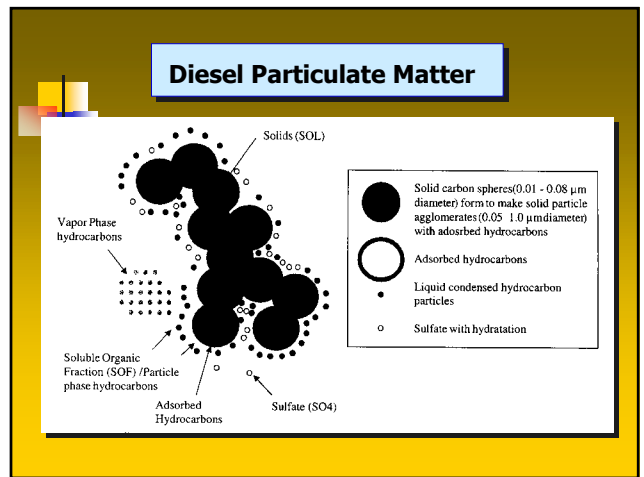 Diesel Particulate Matter
Solids (SOL)
Vapor Phase
hydrocarbons
Soluble Organic
Fraction (SOF) /Particle
phase hydrocarbons
Adsorbed
Hydrocarbons
Sulfate (SO4)
Solid carbon spheres(0.01 - 0.08 µm
diameter) form to make solid particle
agglomerates (0.05 1.0 µmdiameter)
with adosrbed hydrocarbons
Adsorbed hydrocarbons
Liquid condensed hydrocarbon
particles
Sulfate with hydratation